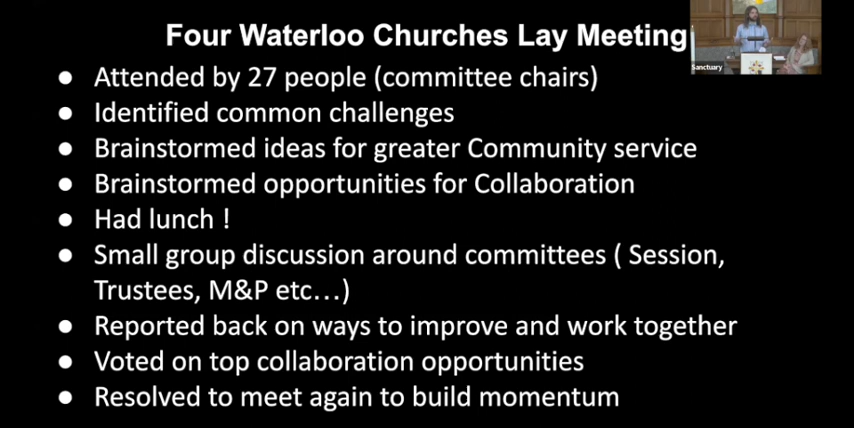 Four Waterloo Churches Lay Meeting
● Attended by 27 people (committee chairs)
● Identified common challenges
● Brainstormed ideas for greater Community service
● Brainstormed opportunities for Collaboration
● Had lunch !
● Small group discussion around committees ( Session,
Trustees, M&P etc...)
● Reported back on ways to improve and work together
● Voted on top collaboration opportunities
● Resolved to meet again to build momentum
Sanctuary